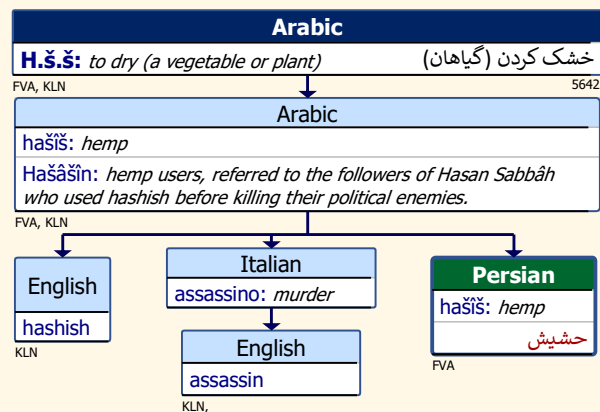 Arabic
H.š.š: to dry (a vegetable or plant) خشک کردن (گیاهان)
FVA, KLN 5642
Arabic
hašîš: hemp
Hašâšîn: hemp users, referred to the followers of Hasan Sabbâh
who used hashish before killing their political enemies.
FVA, KLN
English
hashish
KLN
Italian
assassino: murder
English
assassin
KLN,
Persian
hašîš: hemp
حشیش
FVA